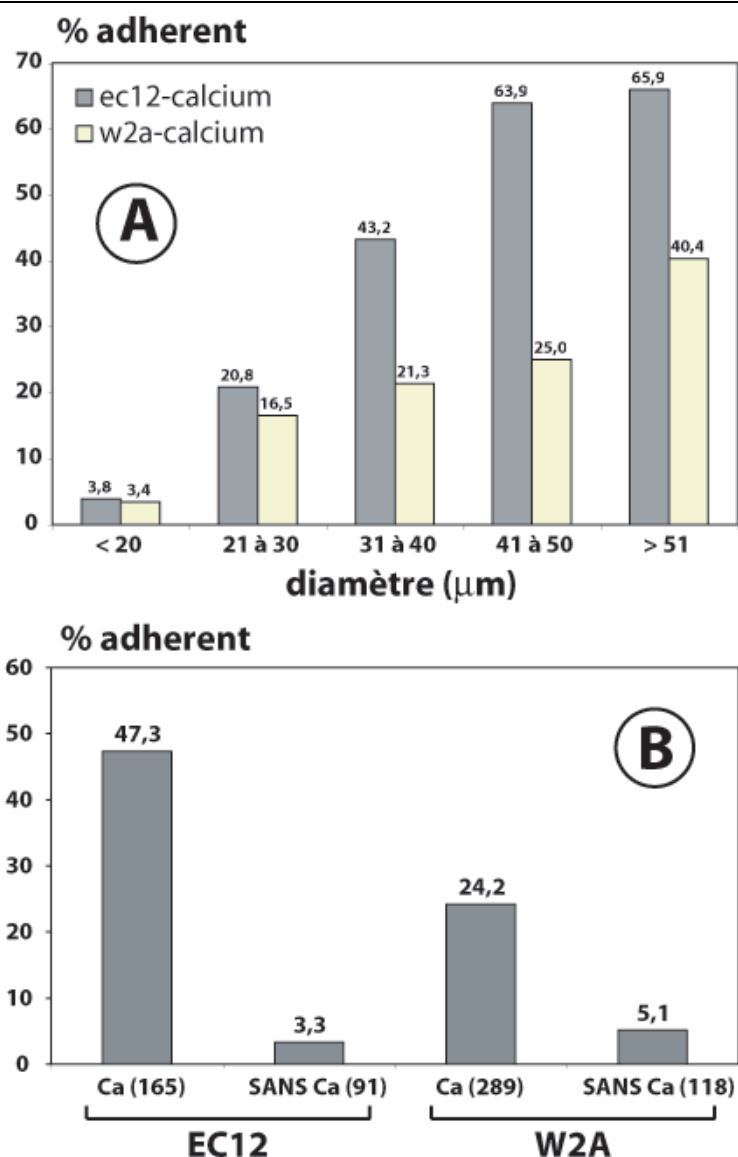 % adherent
70
60
50
40
30
20
10
0
ec12-calcium
w2a-calcium
A
3,8
3,4
20,8
16,5
43,2
21,3
63,9
25,0
65,9
40,4
< 20
21 à 30
31 à 40
41 à 50
> 51
diamètre (μm)
% adherent
60
50
40
30
20
10
0
B
47,3
3,3
24,2
5,1
Ca (165)
SANS Ca (91)
Ca (289)
SANS Ca (118)
EC12
W2A